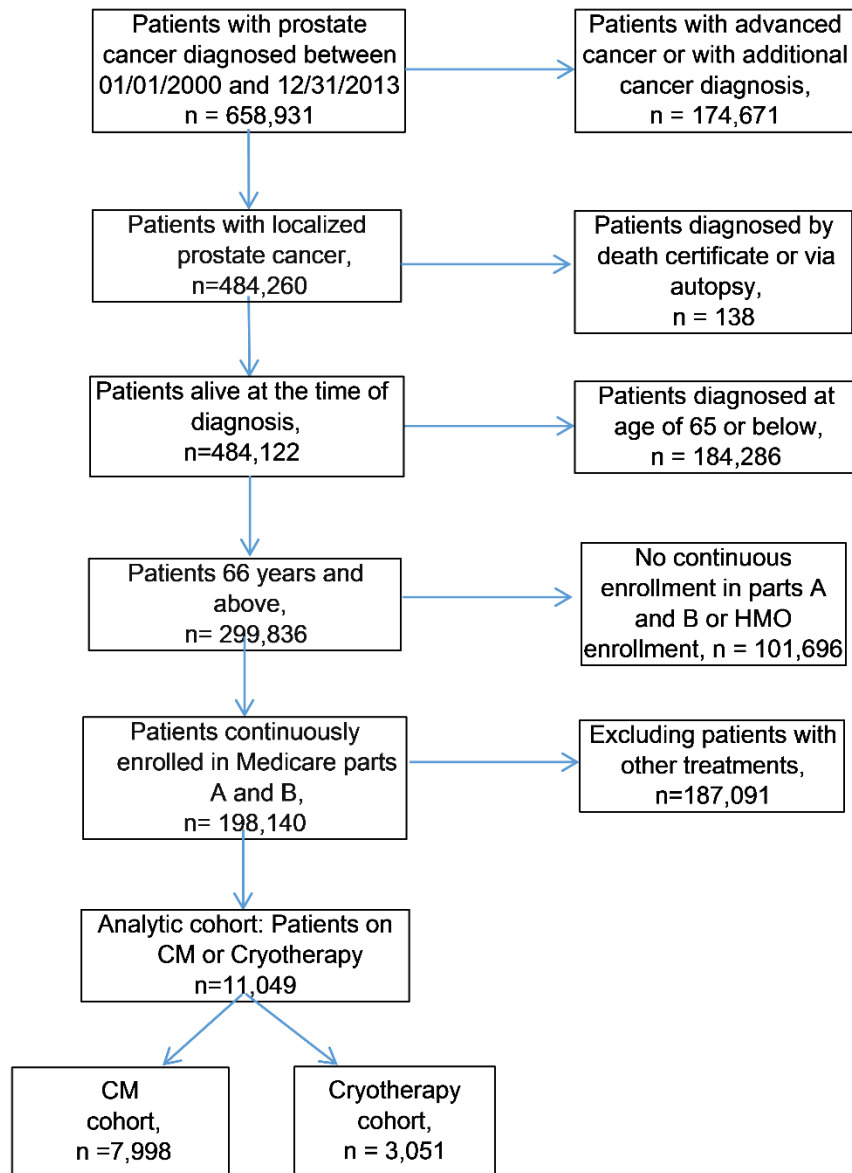 Patients with prostate
cancer diagnosed between
01/01/2000 and 12/31/2013
n = 658,931
Patients with advanced
cancer or with additional
cancer diagnosis,
n = 174,671
Patients with localized
prostate cancer,
n=484,260
Patients diagnosed by
death certificate or via
autopsy,
n = 138
Patients alive at the time of
diagnosis,
n=484,122
Patients diagnosed at
age of 65 or below,
n = 184,286
Patients 66 years and
above,
n = 299,836
No continuous
enrollment in parts A
and B or HMO
enrollment, n = 101,696
Patients continuously
enrolled in Medicare parts
A and B,
n= 198,140
Excluding patients with
other treatments,
n=187,091
Analytic cohort: Patients on
CM or Cryotherapy
n=11,049
CM
cohort,
n =7,998
Cryotherapy
cohort,
n = 3,051